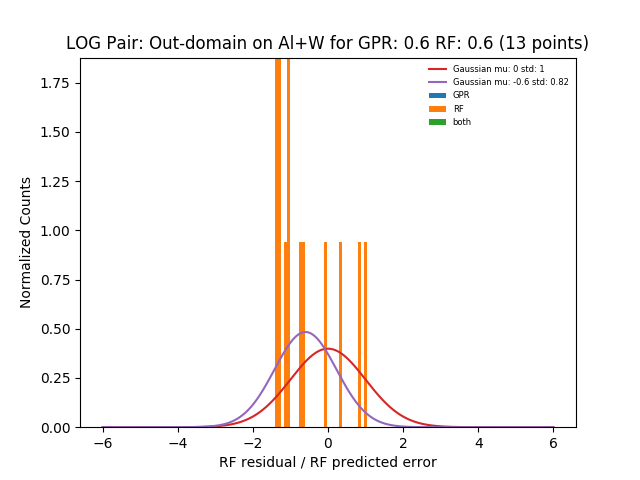 LOG Pair: Out-domain on Al+W for GPR: 0.6 RF: 0.6 (13 points)
Gaussian mu: 0 std: 1
Gaussian mu: -0.6 std: 0.82
GPR
RF
both
Normalized Counts
1.75
1.50
1.25
1.00
0.75
0.50
0.25
0.00
−6 −4 −2 0 2 4 6
RF residual / RF predicted error